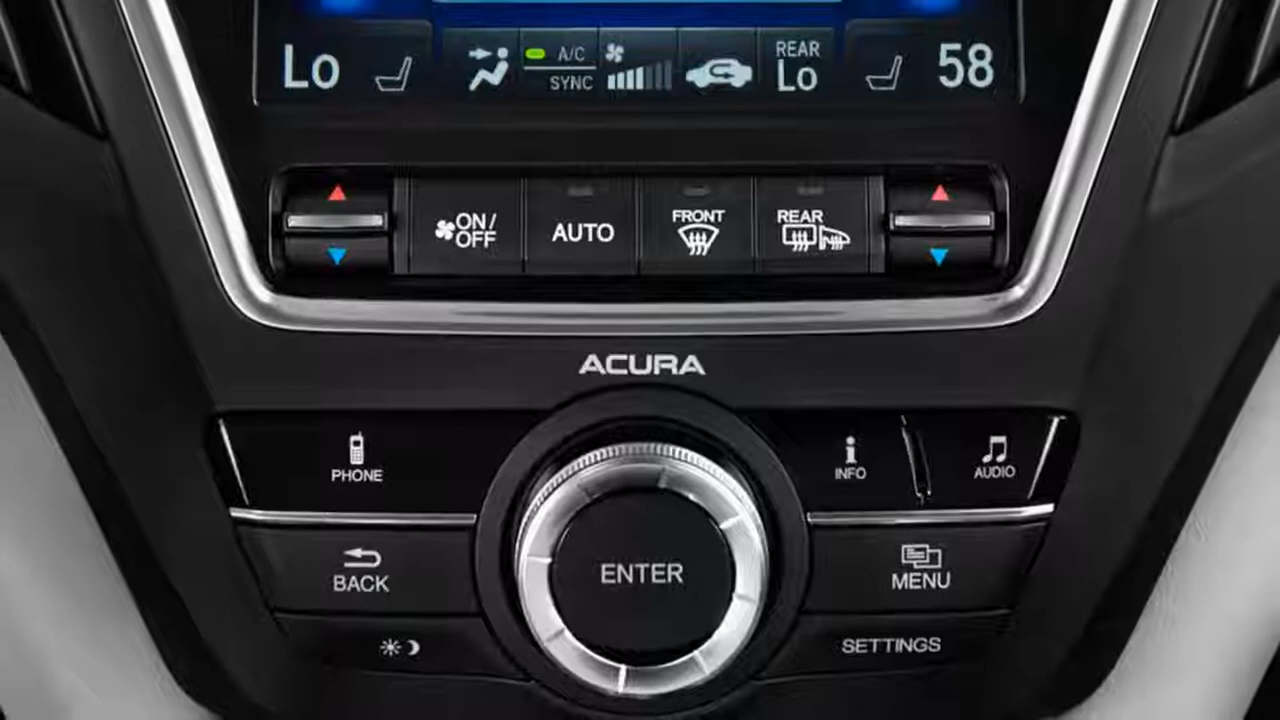 Lo
A/C
SYNC
REAR
Lo
58
ON/
OFF
AUTO
FRONT
REAR
ACURA
PHONE
INFO
AUDIO
BACK
ENTER
MENU
SETTINGS